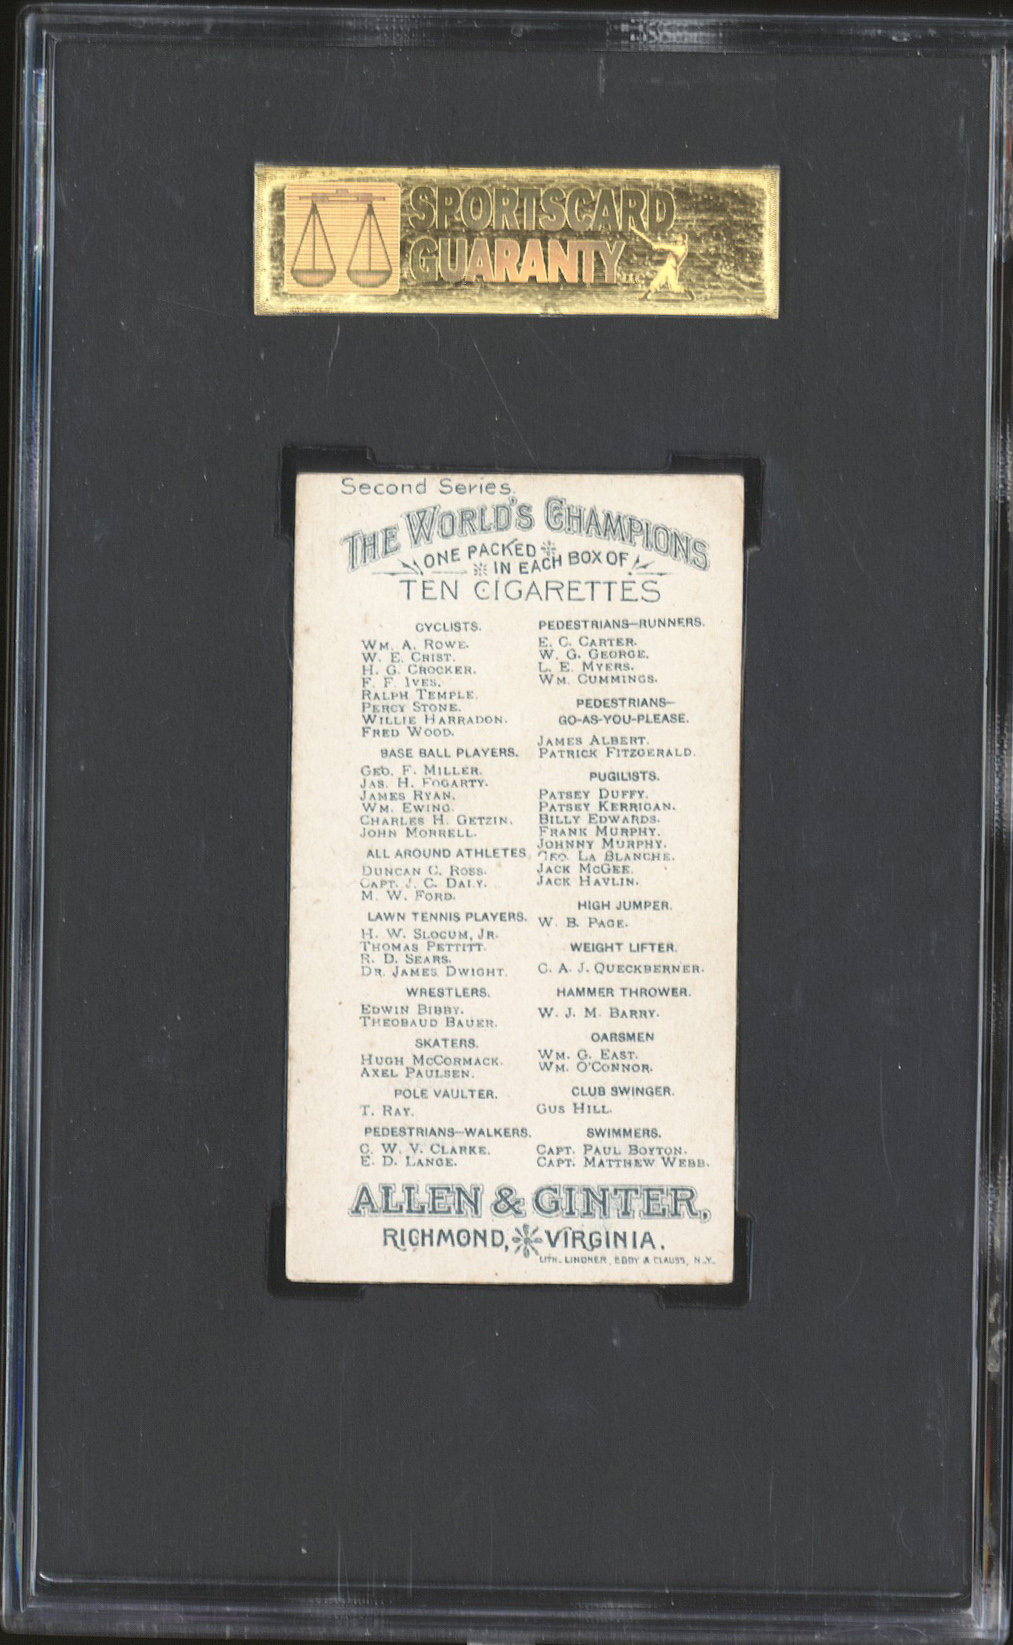 SPORTSCARD
GUARANTY LLC
Second Series.
THE WORLD'S CHAMPIONS
ONE PACKED
IN EACH BOX OF
TEN CIGARETTES
CYCLISTS.
WM. A. ROWE.
W. E. CRIST.
H. G. CROCKER.
F. F. IVES.
RALPH TEMPLE.
PERCY STONE.
WILLIE HARRADON.
FRED WOOD.
BASE BALL PLAYERS.
GEO. F. MILLER.
JAS. H. FOGARTY.
JAMES RYAN.
WM. EWING.
CHARLES H. GETZIN.
JOHN MORRELL.
ALL AROUND ATHLETES.
DUNCAN C. ROSS.
CAPT. J. C. DALY.
M. W. FORD.
LAWN TENNIS PLAYERS.
H. W. SLOCUM, JR.
THOMAS PETTITT.
R. D. SEARS.
DR. JAMES DWIGHT.
WRESTLERS.
EDWIN BIBBY.
THEOBAUD BAUER.
SKATERS.
HUGH MCCORMACK.
AXEL PAULSEN.
POLE VAULTER.
T. RAY.
PEDESTRIANS—WALKERS.
C. W. V. CLARKE.
E. D. LANGE.
PEDESTRIANS—RUNNERS.
E. C. CARTER.
W. G. GEORGE.
L. E. MYERS.
WM. CUMMINGS.
PEDESTRIANS—
GO-AS-YOU-PLEASE.
JAMES ALBERT.
PATRICK FITZGERALD.
PUGILISTS.
PATSEY DUFFY.
PATSEY KERRIGAN.
BILLY EDWARDS.
FRANK MURPHY.
JOHNNY MURPHY.
GEO. LA BLANCHE.
JACK MCGEE.
JACK HAVLIN.
HIGH JUMPER.
W. B. PAGE.
WEIGHT LIFTER.
C. A. J. QUECKBERNER.
HAMMER THROWER.
W. J. M. BARRY.
OARSMEN
WM. G. EAST.
WM. O'CONNOR.
CLUB SWINGER.
GUS HILL.
SWIMMERS.
CAPT. PAUL BOYTON.
CAPT. MATTHEW WEBB.
ALLEN & GINTER,
RICHMOND, VIRGINIA.
LITH. LINDNER, EDDY & CLAUSS, N.Y.